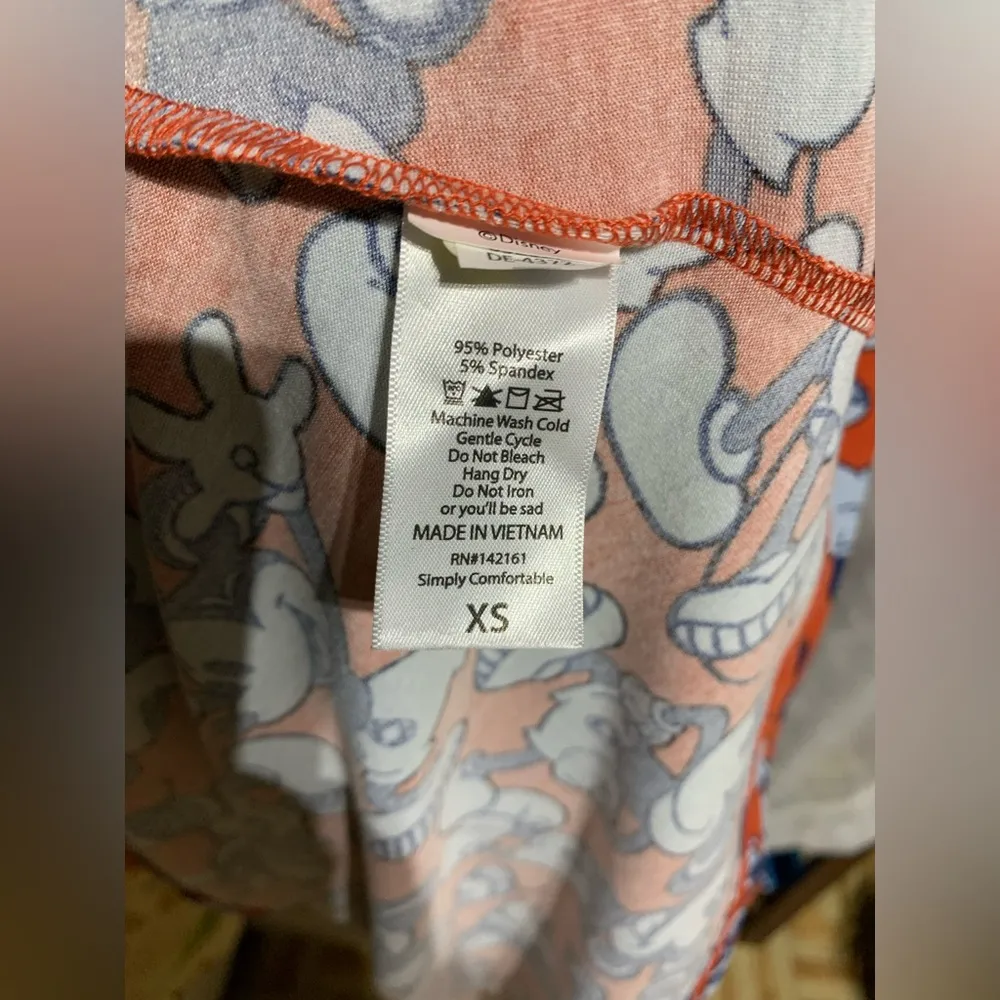 ©Disney
95% Polyester
5% Spandex
Machine Wash Cold
Gentle Cycle
Do Not Bleach
Hang Dry
Do Not Iron
or you'll be sad
MADE IN VIETNAM
RN#142161
Simply Comfortable
XS